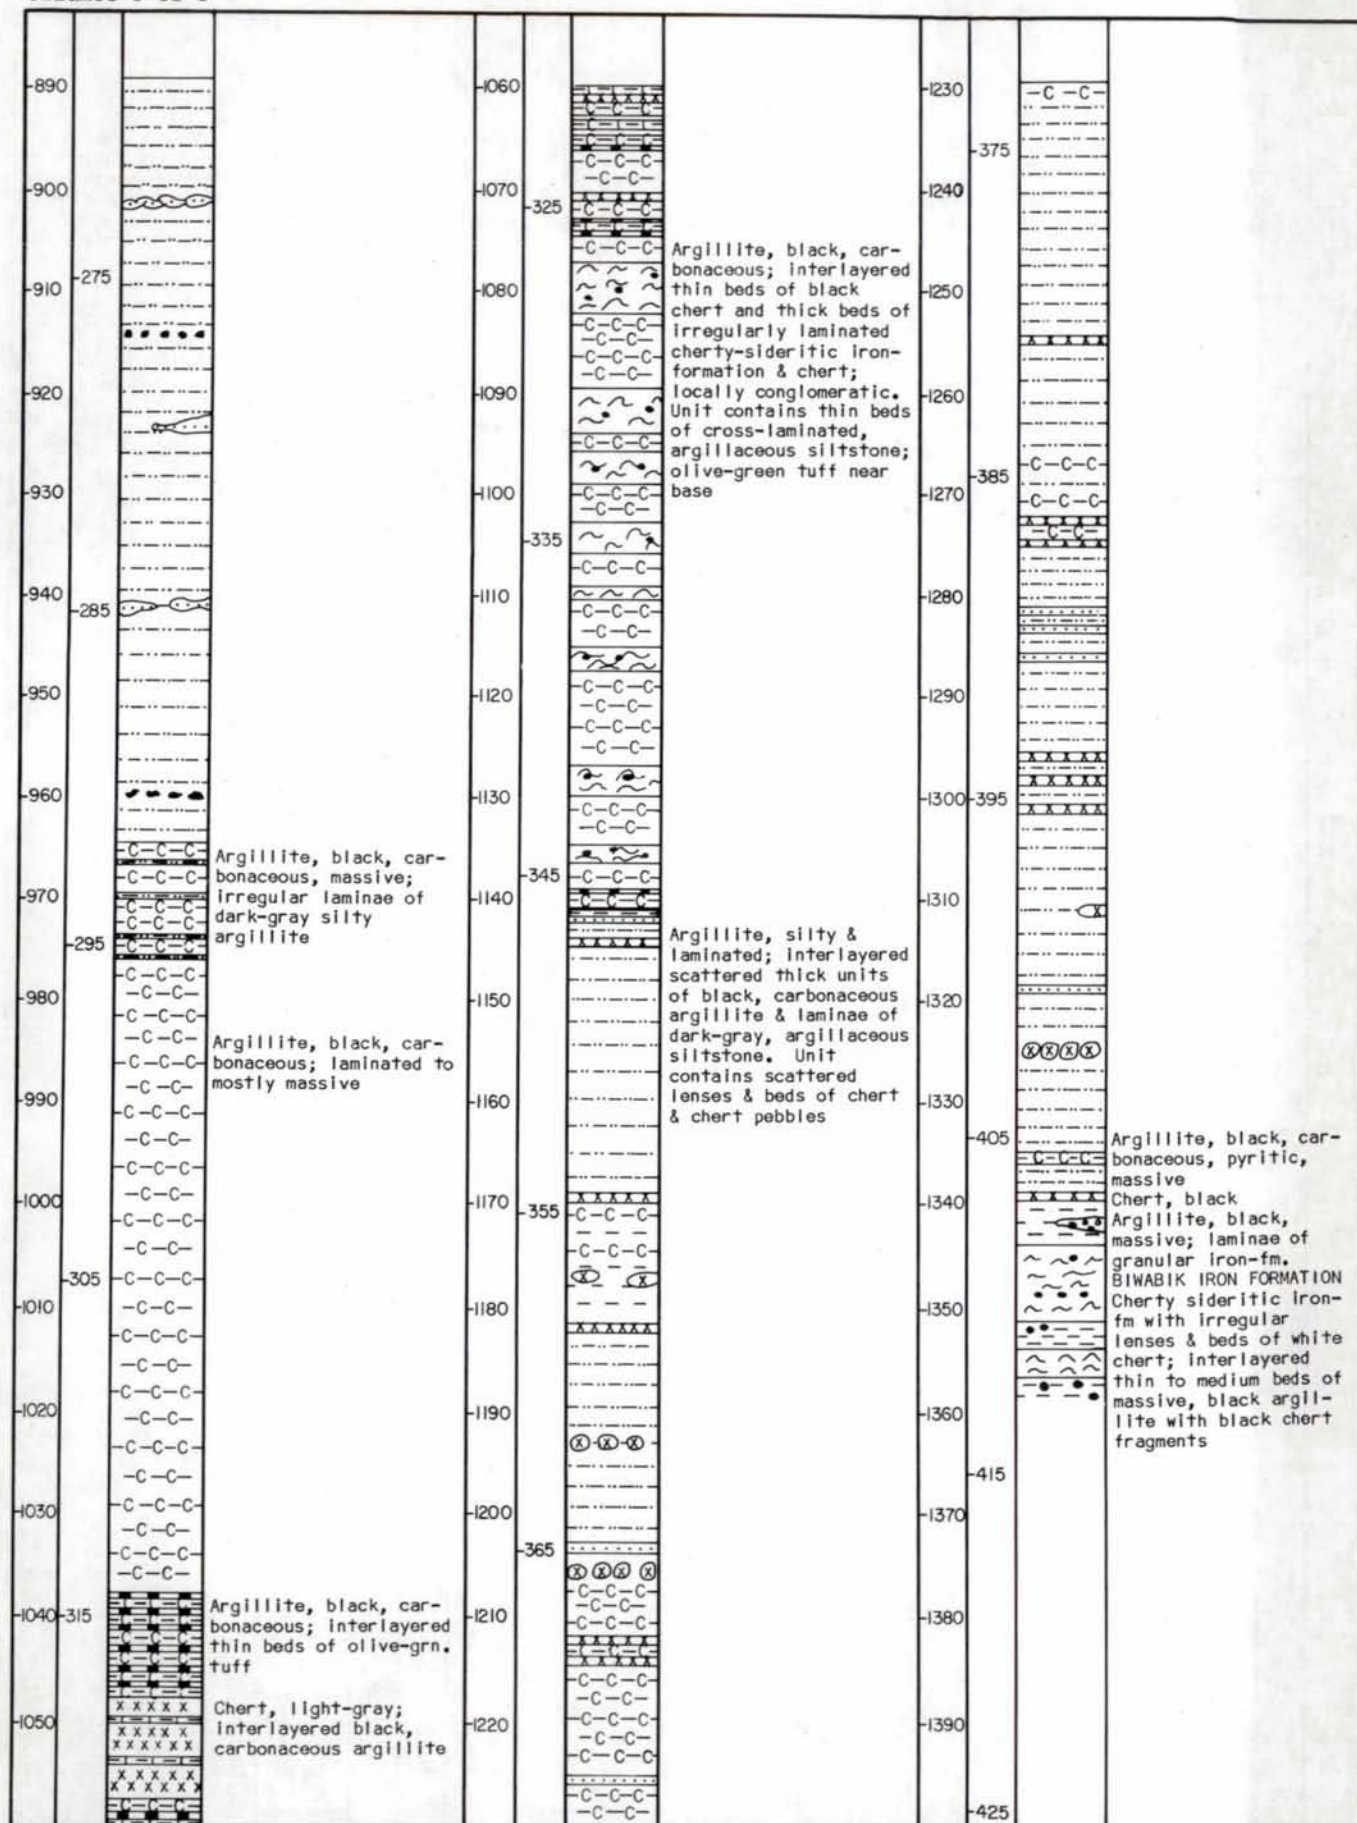 890
900
275
910
920
930
940
285
950
960
Argillite, black, car-
bonaceous, massive;
irregular laminae of
dark-gray silty
argillite
970
295
980
Argillite, black, car-
bonaceous; laminated to
mostly massive
990
1000
305
1010
1020
1030
1040
315
Argillite, black, car-
bonaceous; interlayered
thin beds of olive-grn.
tuff
Chert, light-gray;
interlayered black,
carbonaceous argillite
1050
1060
1070
325
Argillite, black, car-
bonaceous; interlayered
thin beds of black
chert and thick beds of
irregularly laminated
cherty-sideritic iron-
formation & chert;
locally conglomeratic.
Unit contains thin beds
of cross-laminated,
argillaceous siltstone;
olive-green tuff near
base
1080
1090
1100
335
1110
1120
1130
345
1140
Argillite, silty &
laminated; interlayered
scattered thick units
of black, carbonaceous
argillite & laminae of
dark-gray, argillaceous
siltstone. Unit
contains scattered
lenses & beds of chert
& chert pebbles
1150
1160
1170
355
1180
1190
1200
365
1210
1220
1230
375
1240
1250
1260
385
1270
1280
1290
1300
395
1310
1320
1330
405
Argillite, black, car-
bonaceous, pyritic,
massive
1340
Chert, black
Argillite, black,
massive; laminae of
granular iron-fm.
BIWABIK IRON FORMATION
Cherty sideritic iron-
fm with irregular
lenses & beds of white
chert; interlayered
thin to medium beds of
massive, black argil-
lite with black chert
fragments
1350
1360
415
1370
1380
1390
425